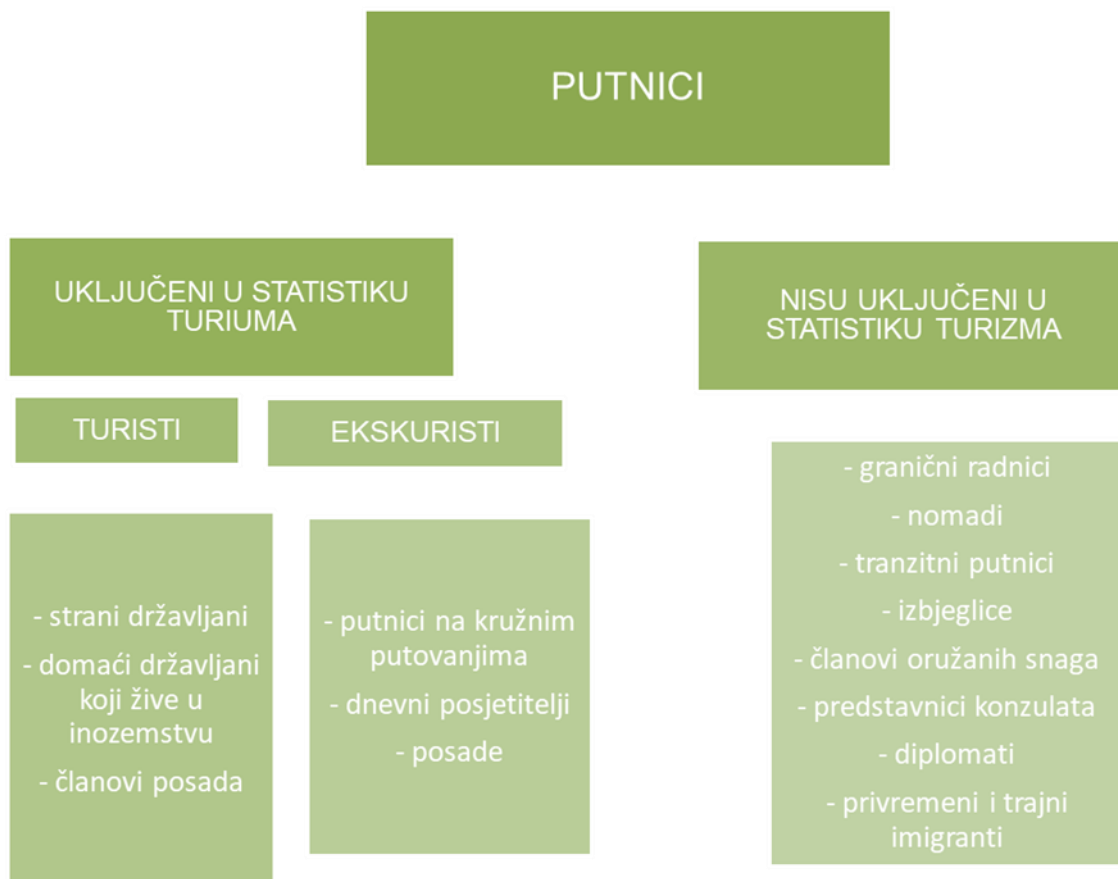 PUTNICI
UKLJUČENI U STATISTIKU
TURIUMA
TURISTI
EKSKURISTI
- strani državljani
- domaći državljani
koji žive u
inozemstvu
- članovi posada
- putnici na kružnim
putovanjima
- dnevni posjetitelji
- posade
NISU UKLJUČENI U
STATISTIKU TURIZMA
- granični radnici
- nomadi
- tranzitni putnici
- izbjeglice
- članovi oružanih snaga
- predstavnici konzulata
- diplomati
- privremeni i trajni
imigranti